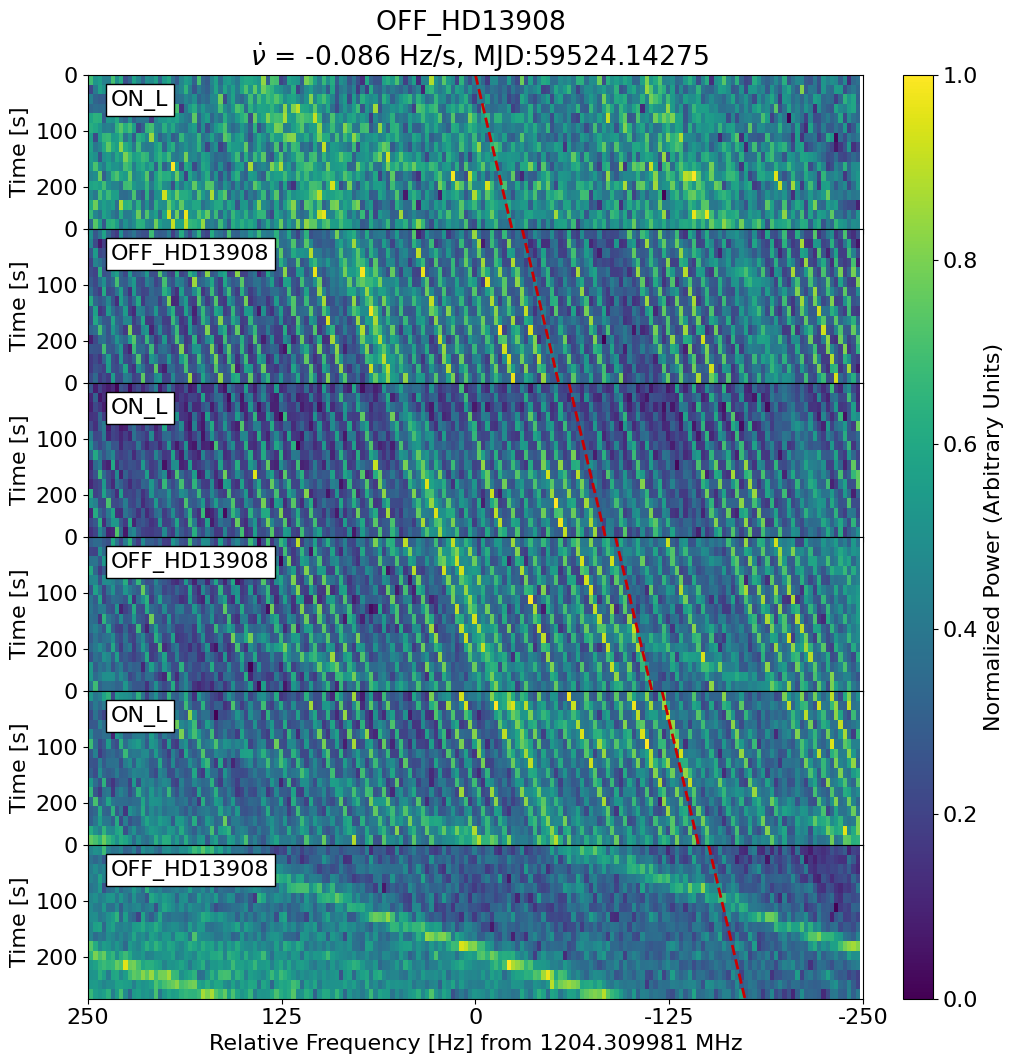 OFF_HD13908
ν̇ = -0.086 Hz/s, MJD:59524.14275
Time [s]
0
100
200
ON_L
Time [s]
0
100
200
OFF_HD13908
Time [s]
0
100
200
ON_L
Time [s]
0
100
200
OFF_HD13908
Time [s]
0
100
200
ON_L
Time [s]
0
100
200
OFF_HD13908
250
125
0
-125
-250
Relative Frequency [Hz] from 1204.309981 MHz
1.0
0.8
0.6
0.4
0.2
0.0
Normalized Power (Arbitrary Units)